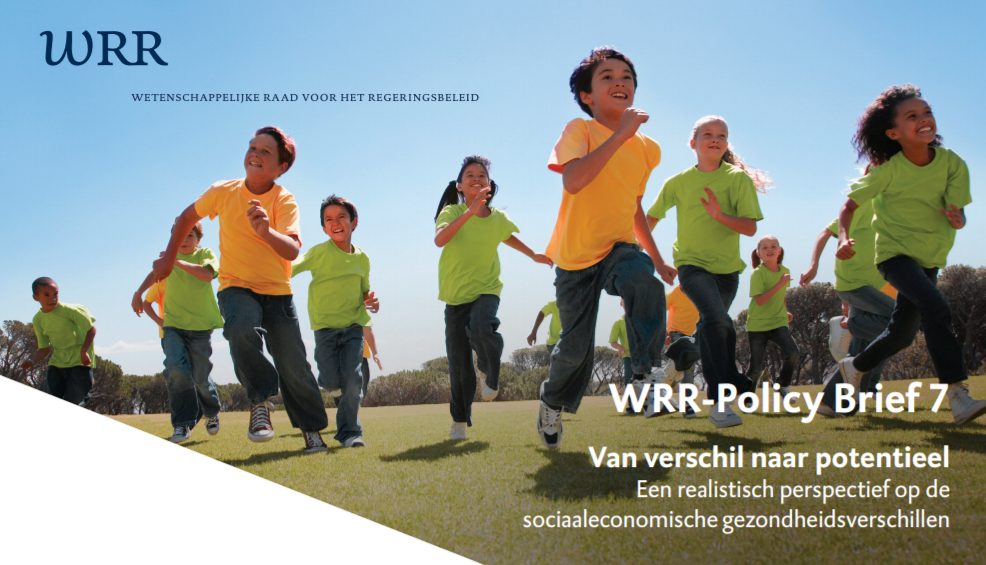 WRR
WETENSCHAPPELIJKE RAAD VOOR HET REGERINGSBELEID
WRR-Policy Brief 7
Van verschil naar potentieel
Een realistisch perspectief op de
sociaaleconomische gezondheidsverschillen